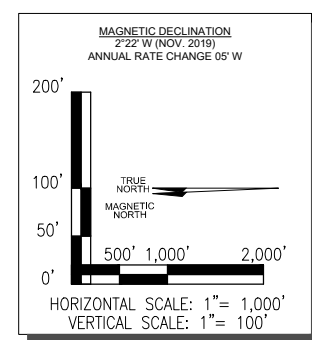 MAGNETIC DECLINATION
2°22' W (NOV. 2019)
ANNUAL RATE CHANGE 05' W
200'
100'
TRUE
NORTH
MAGNETIC
NORTH
50'
500' 1,000' 2,000'
0'
HORIZONTAL SCALE: 1"= 1,000'
VERTICAL SCALE: 1"= 100'